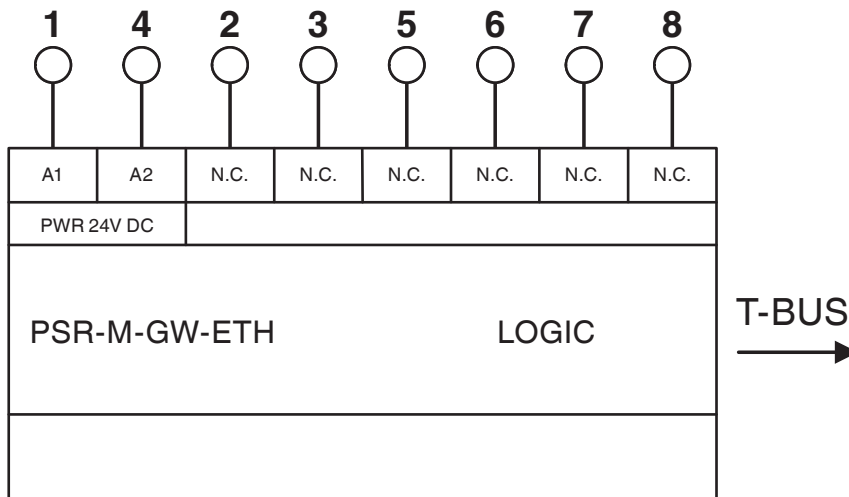 1 4 2 3 5 6 7 8
A1 A2 N.C. N.C. N.C. N.C. N.C. N.C.
PWR 24V DC
PSR-M-GW-ETH LOGIC
T-BUS